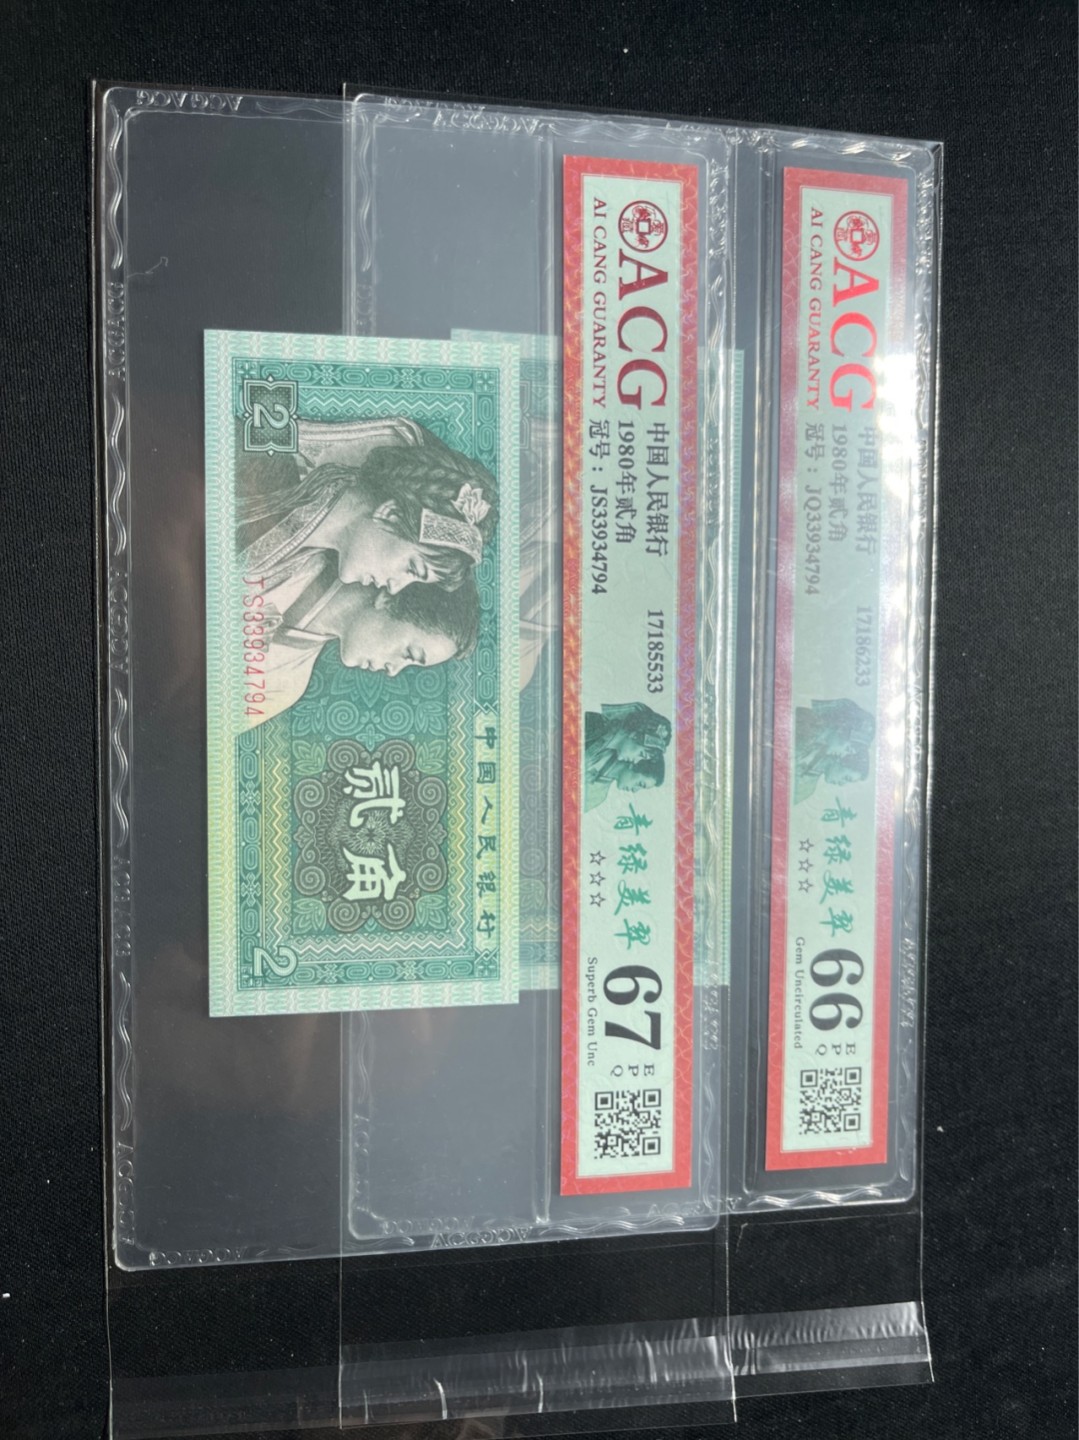 ACG
AI CANG GUARANTY
中国人民银行
1980年贰角
冠号：JQ33934794
17186233
青绿美翠
☆☆☆
66
EPQ
Gem Uncirculated
ACG
AI CANG GUARANTY
中国人民银行
1980年贰角
冠号：JS33934794
17185533
青绿美翠
☆☆☆
67
EPQ
Superb Gem Unc
中国人民银行
2
贰角
JS33934794
2